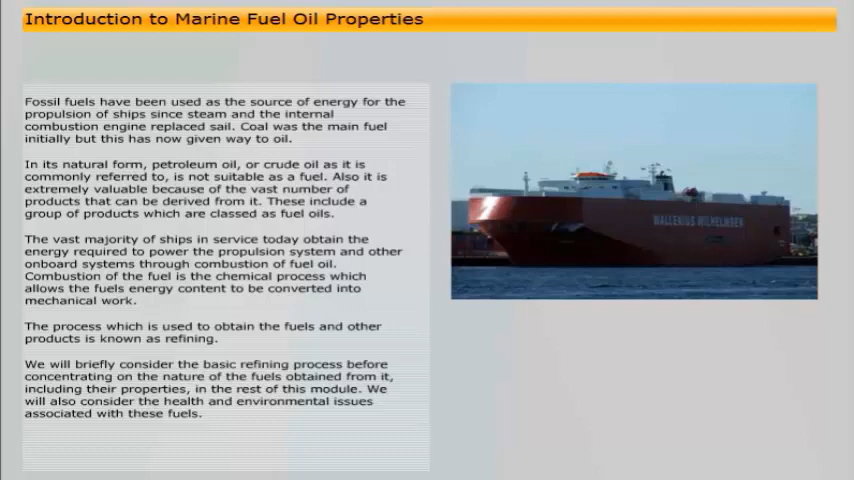 Introduction to Marine Fuel Oil Properties
Fossil fuels have been used as the source of energy for the
propulsion of ships since steam and the internal
combustion engine replaced sail. Coal was the main fuel
initially but this has now given way to oil.
In its natural form, petroleum oil, or crude oil as it is
commonly referred to, is not suitable as a fuel. Also it is
extremely valuable because of the vast number of
products that can be derived from it. These include a
group of products which are classed as fuel oils.
The vast majority of ships in service today obtain the
energy required to power the propulsion system and other
onboard systems through combustion of fuel oil.
Combustion of the fuel is the chemical process which
allows the fuels energy content to be converted into
mechanical work.
The process which is used to obtain the fuels and other
products is known as refining.
We will briefly consider the basic refining process before
concentrating on the nature of the fuels obtained from it,
including their properties, in the rest of this module. We
will also consider the health and environmental issues
associated with these fuels.
WALLENIUS WILHELMSEN